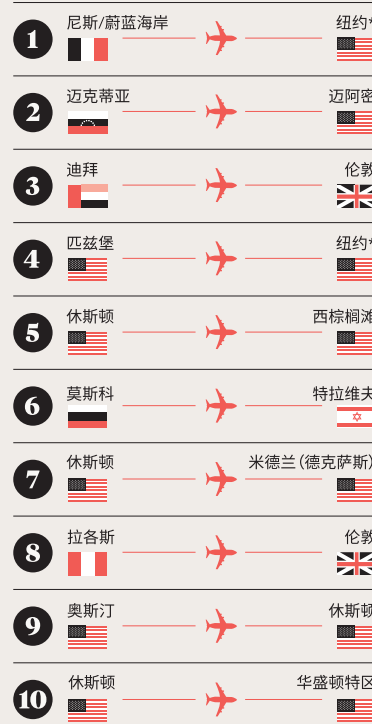 1 尼斯/蔚蓝海岸 纽约*
2 迈克蒂亚 迈阿密
3 迪拜 伦敦
4 匹兹堡 纽约*
5 休斯顿 西棕榈滩
6 莫斯科 特拉维夫
7 休斯顿 米德兰(德克萨斯)
8 拉各斯 伦敦
9 奥斯汀 休斯顿
10 休斯顿 华盛顿特区